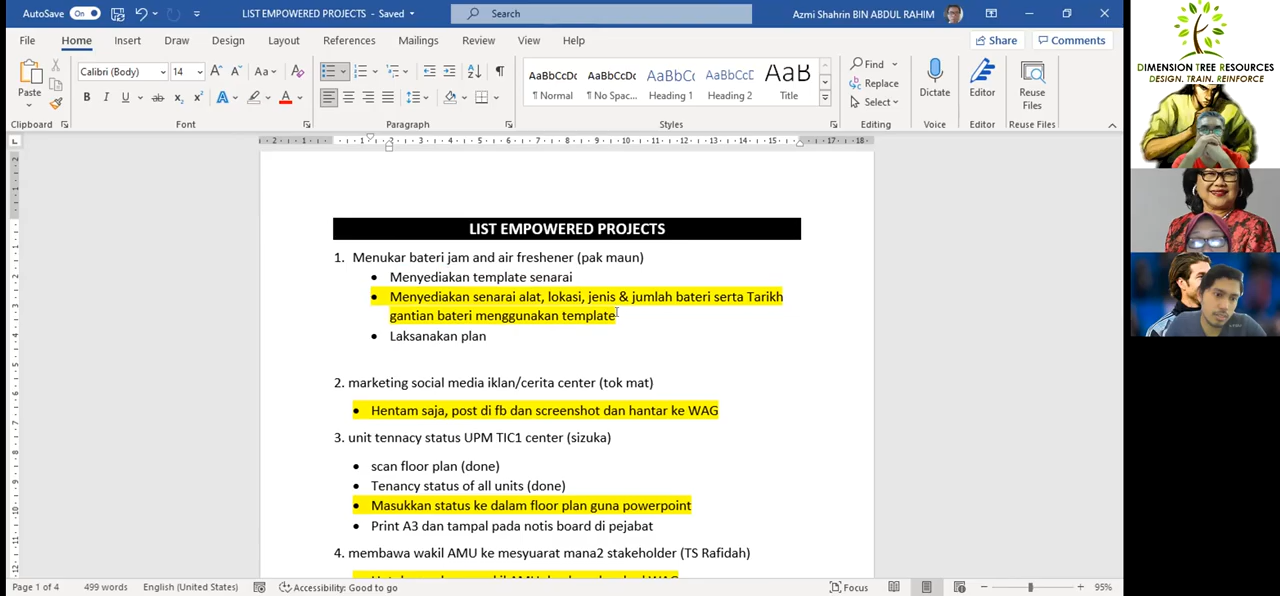 AutoSave On LIST EMPOWERED PROJECTS - Saved Search Azmi Shahrin BIN ABDUL RAHIM
File Home Insert Draw Design Layout References Mailings Review View Help Share Comments
Calibri (Body) 14 Aa
B I U ab x₂ x² A A
Paste
AaBbCcDc AaBbCcDc AaBbCcC AaBbCcD AaB
¶ Normal ¶ No Spac... Heading 1 Heading 2 Title
Find
Replace
Select
Dictate
Editor
Reuse Files
Clipboard Font Paragraph Styles Editing Voice Editor Reuse Files
DIMENSION TREE RESOURCES
DESIGN. TRAIN. REINFORCE
LIST EMPOWERED PROJECTS
1. Menukar bateri jam and air freshener (pak maun)
• Menyediakan template senarai
• Menyediakan senarai alat, lokasi, jenis & jumlah bateri serta Tarikh
gantian bateri menggunakan template
• Laksanakan plan
2. marketing social media iklan/cerita center (tok mat)
• Hentam saja, post di fb dan screenshot dan hantar ke WAG
3. unit tennacy status UPM TIC1 center (sizuka)
• scan floor plan (done)
• Tenancy status of all units (done)
• Masukkan status ke dalam floor plan guna powerpoint
• Print A3 dan tampal pada notis board di pejabat
4. membawa wakil AMU ke mesyuarat mana2 stakeholder (TS Rafidah)
Page 1 of 4 499 words English (United States) Accessibility: Good to go Focus 95%